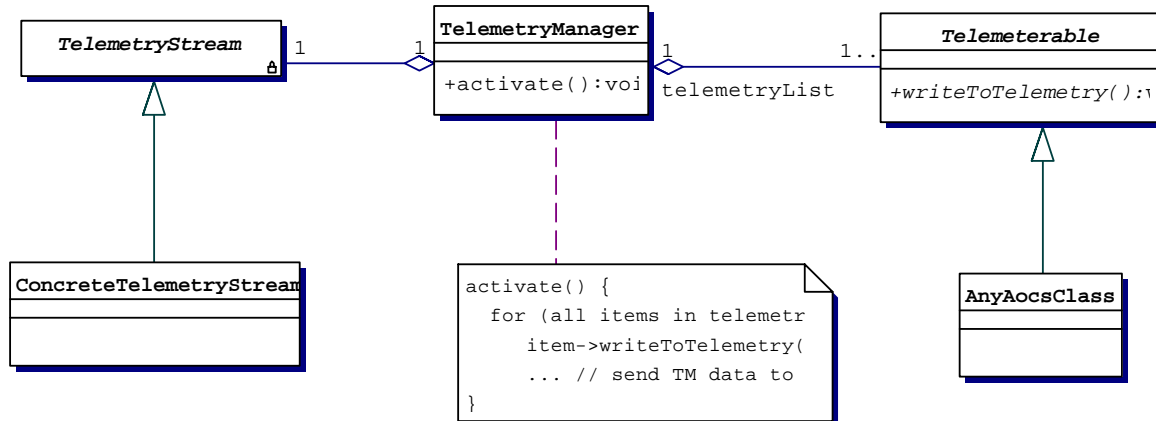 TelemetryStream
1
1
TelemetryManager
+activate():voi
1
telemetryList
1..
Telemeterable
+writeToTelemetry():
ConcreteTelemetryStream
activate() {
for (all items in telemetr
item->writeToTelemetry(
... // send TM data to
}
AnyAocsClass